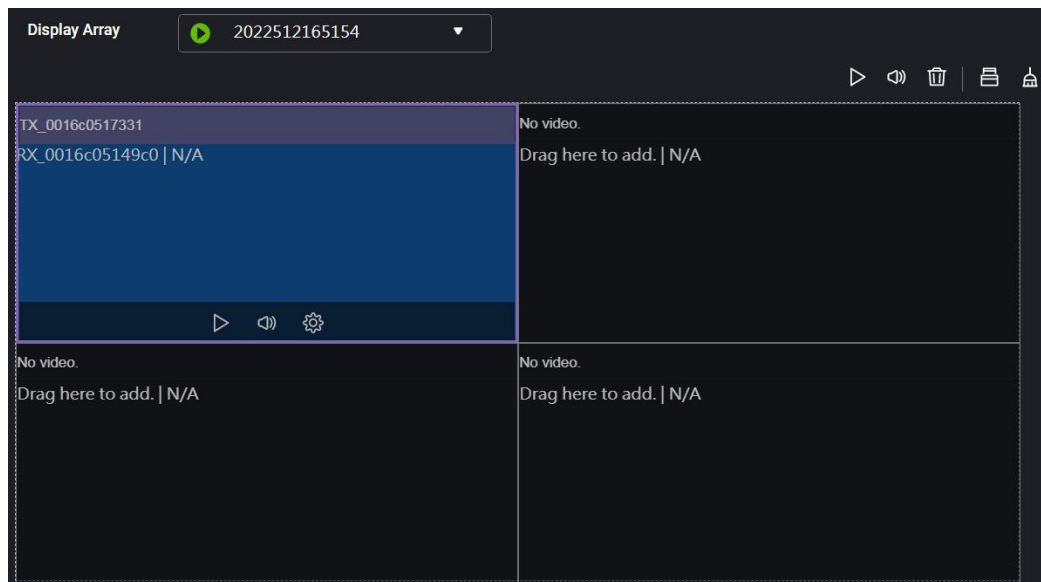 Display Array
2022512165154
TX_0016c0517331
RX_0016c05149c0 | N/A
No video.
Drag here to add. | N/A
No video.
Drag here to add. | N/A
No video.
Drag here to add. | N/A